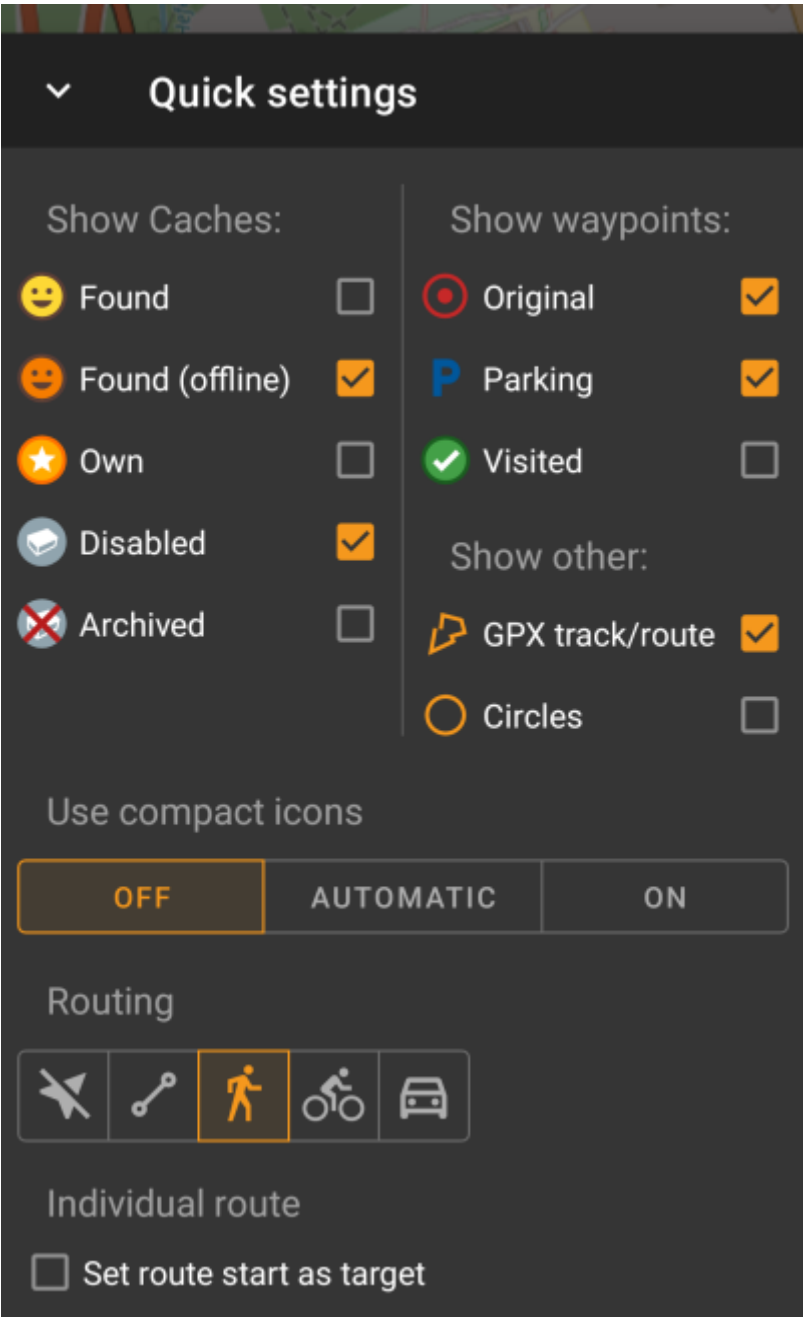 Quick settings
Show Caches:
Found
Found (offline)
Own
Disabled
Archived
Show waypoints:
Original
P Parking
Visited
Show other:
GPX track/route
Circles
Use compact icons
OFF AUTOMATIC ON
Routing
Individual route
Set route start as target